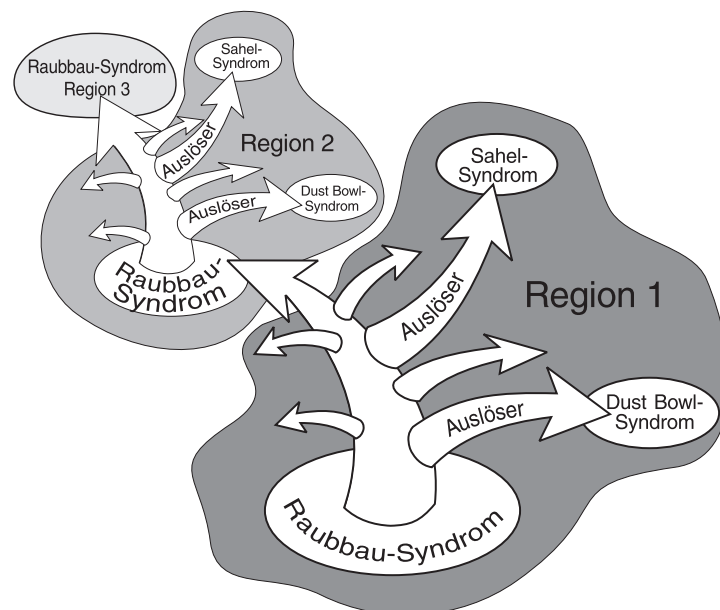 Raubbau-Syndrom
Region 3
Sahel-
Syndrom
Auslöser
Region 2
Auslöser
Dust Bowl-
Syndrom
Raubbau-
Syndrom
Sahel-
Syndrom
Auslöser
Region 1
Auslöser
Dust Bowl-
Syndrom
Raubbau-Syndrom